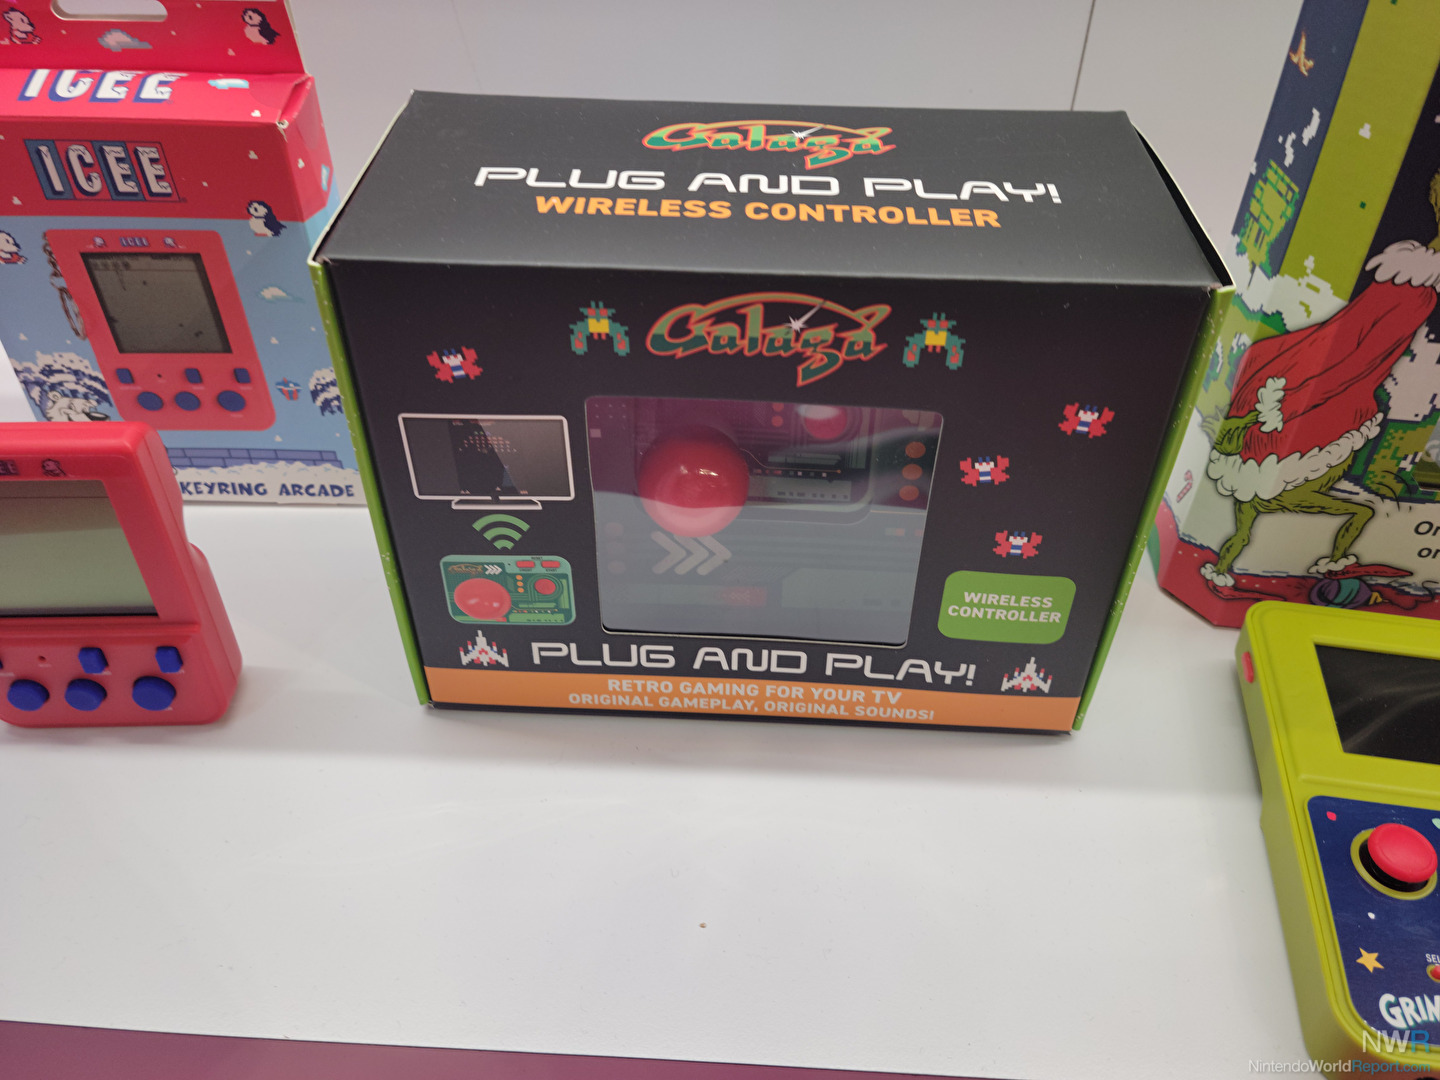 ICEE
ICEE
ICEE
KEYRING ARCADE
Galaga
PLUG AND PLAY!
WIRELESS CONTROLLER
Galaga
WIRELESS
CONTROLLER
PLUG AND PLAY!
RETRO GAMING FOR YOUR TV
ORIGINAL GAMEPLAY, ORIGINAL SOUNDS!
NWR
NintendoWorldReport.com